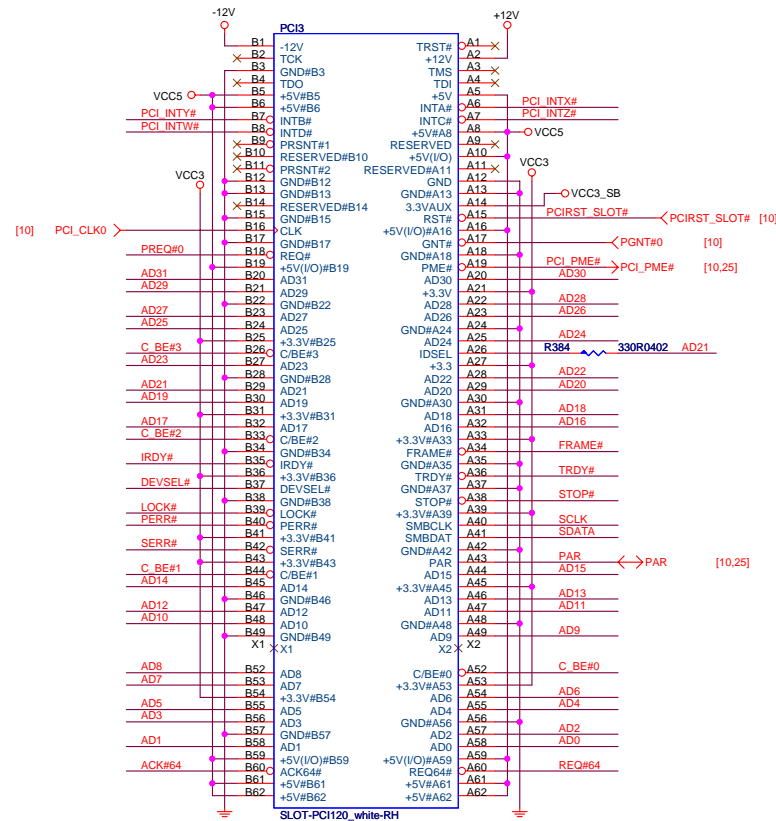 -12V +12V
PCI3
B1 -12V TRST# A1
B2 TCK +12V A2
B3 GND#B3 TMS A3
B4 TDO TDI A4
VCC5 B5 +5V#B5 +5V A5
B6 +5V#B6 INTA# A6 PCI_INTX#
PCI_INTY# B7 INTB# INTC# A7 PCI_INTZ#
PCI_INTW# B8 INTD# +5V#A8 A8 VCC5
B9 PRSNT#1 RESERVED A9
B10 RESERVED#B10 +5V(I/O) A10
B11 PRSNT#2 RESERVED#A11 A11
VCC3 B12 GND#B12 GND A12 VCC3
B13 GND#B13 GND#A13 A13
B14 RESERVED#B14 3.3VAUX A14 VCC3_SB
B15 GND#B15 RST# A15 PCIRST_SLOT# PCIRST_SLOT# [10]
[10] PCI_CLK0 B16 CLK +5V(I/O)#A16 A16
B17 GND#B17 GNT# A17 PGNT#0 [10]
PREQ#0 B18 REQ# GND#A18 A18
B19 +5V(I/O)#B19 PME# A19 PCI_PME# PCI_PME# [10,25]
AD31 B20 AD31 AD30 A20 AD30
AD29 B21 AD29 +3.3V A21
B22 GND#B22 AD28 A22 AD28
AD27 B23 AD27 AD26 A23 AD26
AD25 B24 AD25 GND#A24 A24
B25 +3.3V#B25 AD24 A25 AD24
C_BE#3 B26 C/BE#3 IDSEL A26 R384 330R0402 AD21
AD23 B27 AD23 +3.3 A27
B28 GND#B28 AD22 A28 AD22
AD21 B29 AD21 AD20 A29 AD20
AD19 B30 AD19 GND#A30 A30
B31 +3.3V#B31 AD18 A31 AD18
AD17 B32 AD17 AD16 A32 AD16
C_BE#2 B33 C/BE#2 +3.3V#A33 A33
B34 GND#B34 FRAME# A34 FRAME#
IRDY# B35 IRDY# GND#A35 A35
B36 +3.3V#B36 TRDY# A36 TRDY#
DEVSEL# B37 DEVSEL# GND#A37 A37
B38 GND#B38 STOP# A38 STOP#
LOCK# B39 LOCK# +3.3V#A39 A39
PERR# B40 PERR# SMBCLK A40 SCLK
B41 +3.3V#B41 SMBDAT A41 SDATA
SERR# B42 SERR# GND#A42 A42
B43 +3.3V#B43 PAR A43 PAR PAR [10,25]
C_BE#1 B44 C/BE#1 AD15 A44 AD15
AD14 B45 AD14 +3.3V#A45 A45
B46 GND#B46 AD13 A46 AD13
AD12 B47 AD12 AD11 A47 AD11
AD10 B48 AD10 GND#A48 A48
B49 GND#B49 AD9 A49 AD9
X1 X1 X2 X2
AD8 B52 AD8 C/BE#0 A52 C_BE#0
AD7 B53 AD7 +3.3V#A53 A53
B54 +3.3V#B54 AD6 A54 AD6
AD5 B55 AD5 AD4 A55 AD4
AD3 B56 AD3 GND#A56 A56
B57 GND#B57 AD2 A57 AD2
AD1 B58 AD1 AD0 A58 AD0
B59 +5V(I/O)#B59 +5V(I/O)#A59 A59
ACK#64 B60 ACK64# REQ64# A60 REQ#64
B61 +5V#B61 +5V#A61 A61
B62 +5V#B62 +5V#A62 A62
SLOT-PCI120_white-RH